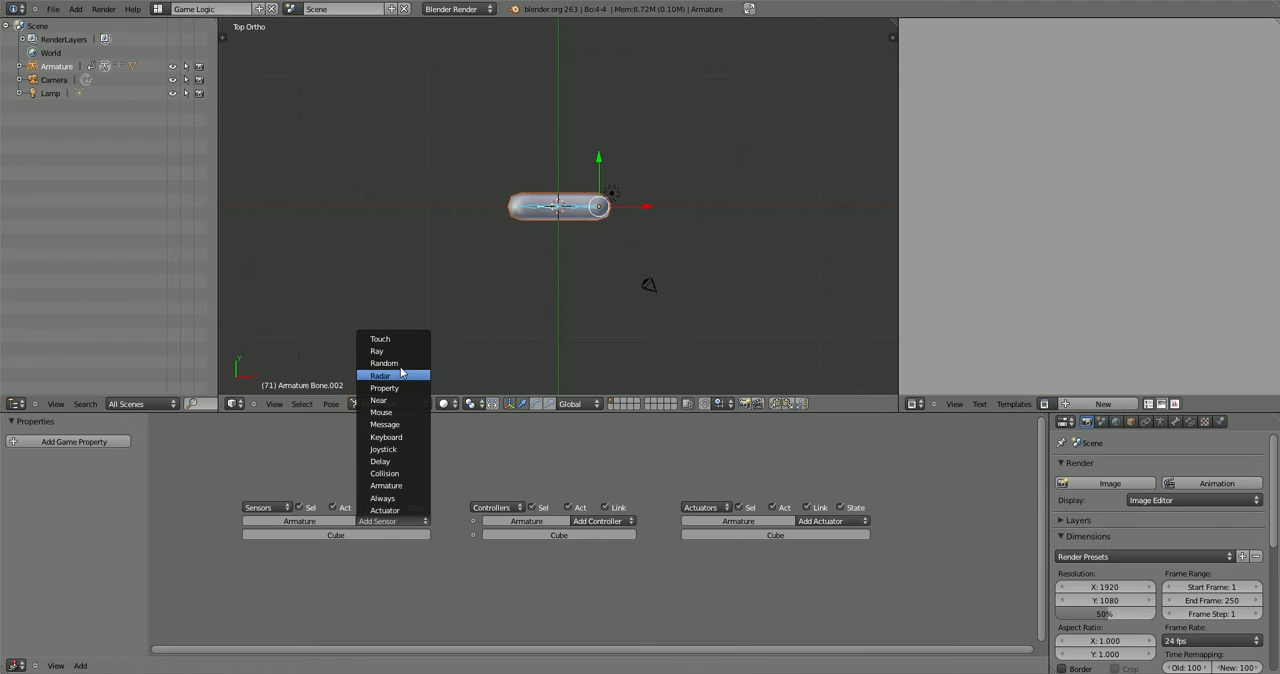 File Add Render Help Game Logic Scene Blender Render blender.org 263 | Bo:4-4 | Mem:8.72M (0.10M) | Armature
Scene
RenderLayers
World
Armature
Camera
Lamp
View Search All Scenes
Top Ortho
y
(71) Armature Bone.002
View Select Pose Global
Touch
Ray
Random
Radar
Property
Near
Mouse
Message
Keyboard
Joystick
Delay
Collision
Armature
Always
Actuator
View Text Templates New
Properties
Add Game Property
Sensors Sel Act
Armature Add Sensor
Cube
Controllers Sel Act Link
Armature Add Controller
Cube
Actuators Sel Act Link State
Armature Add Actuator
Cube
View Add
Scene
Render
Image Animation
Display: Image Editor
Layers
Dimensions
Render Presets
Resolution: Frame Range:
X: 1920 Start Frame: 1
Y: 1080 End Frame: 250
50% Frame Step: 1
Aspect Ratio: Frame Rate:
X: 1.000 24 fps
Y: 1.000 Time Remapping:
Border Crop Old: 100 New: 100